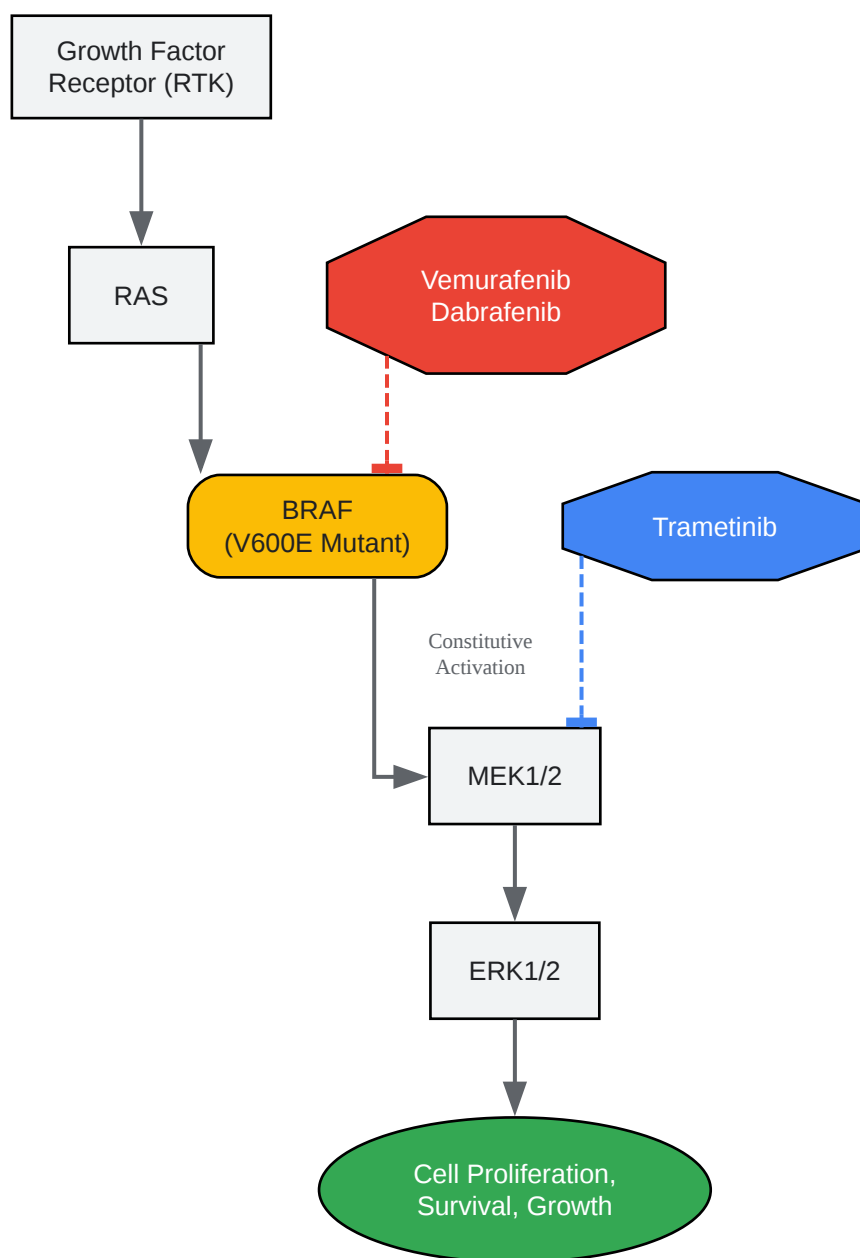 Growth Factor
Receptor (RTK)
RAS
Vemurafenib
Dabrafenib
BRAF
(V600E Mutant)
Trametinib
Constitutive
Activation
MEK1/2
ERK1/2
Cell Proliferation,
Survival, Growth